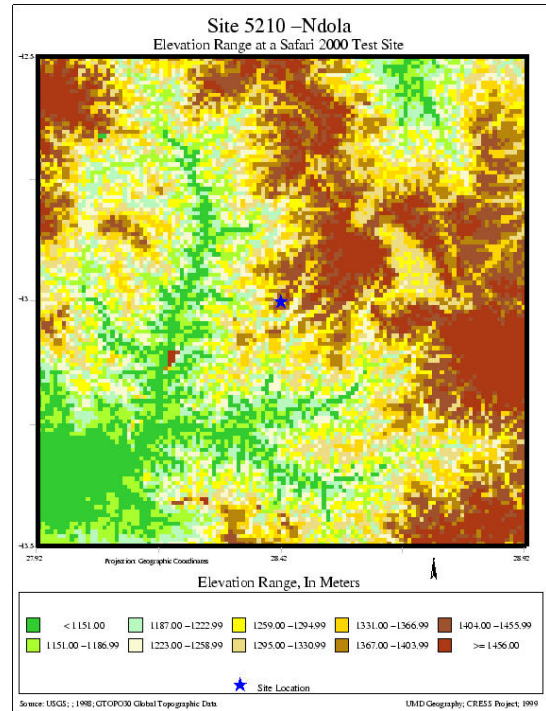 Site 5210 –Ndola
Elevation Range at a Safari 2000 Test Site
–12.5
–13
–13.5
27.92 28.42 28.92
Projection: Geographic Coordinates
Elevation Range, In Meters
< 1151.00 1187.00 –1222.99 1259.00 –1294.99 1331.00 –1366.99 1404.00 –1455.99
1151.00 –1186.99 1223.00 –1258.99 1295.00 –1330.99 1367.00 –1403.99 >= 1456.00
Site Location
Source: USGS; ; 1998; GTOPO30 Global Topographic Data UMD Geography; CRESS Project; 1999